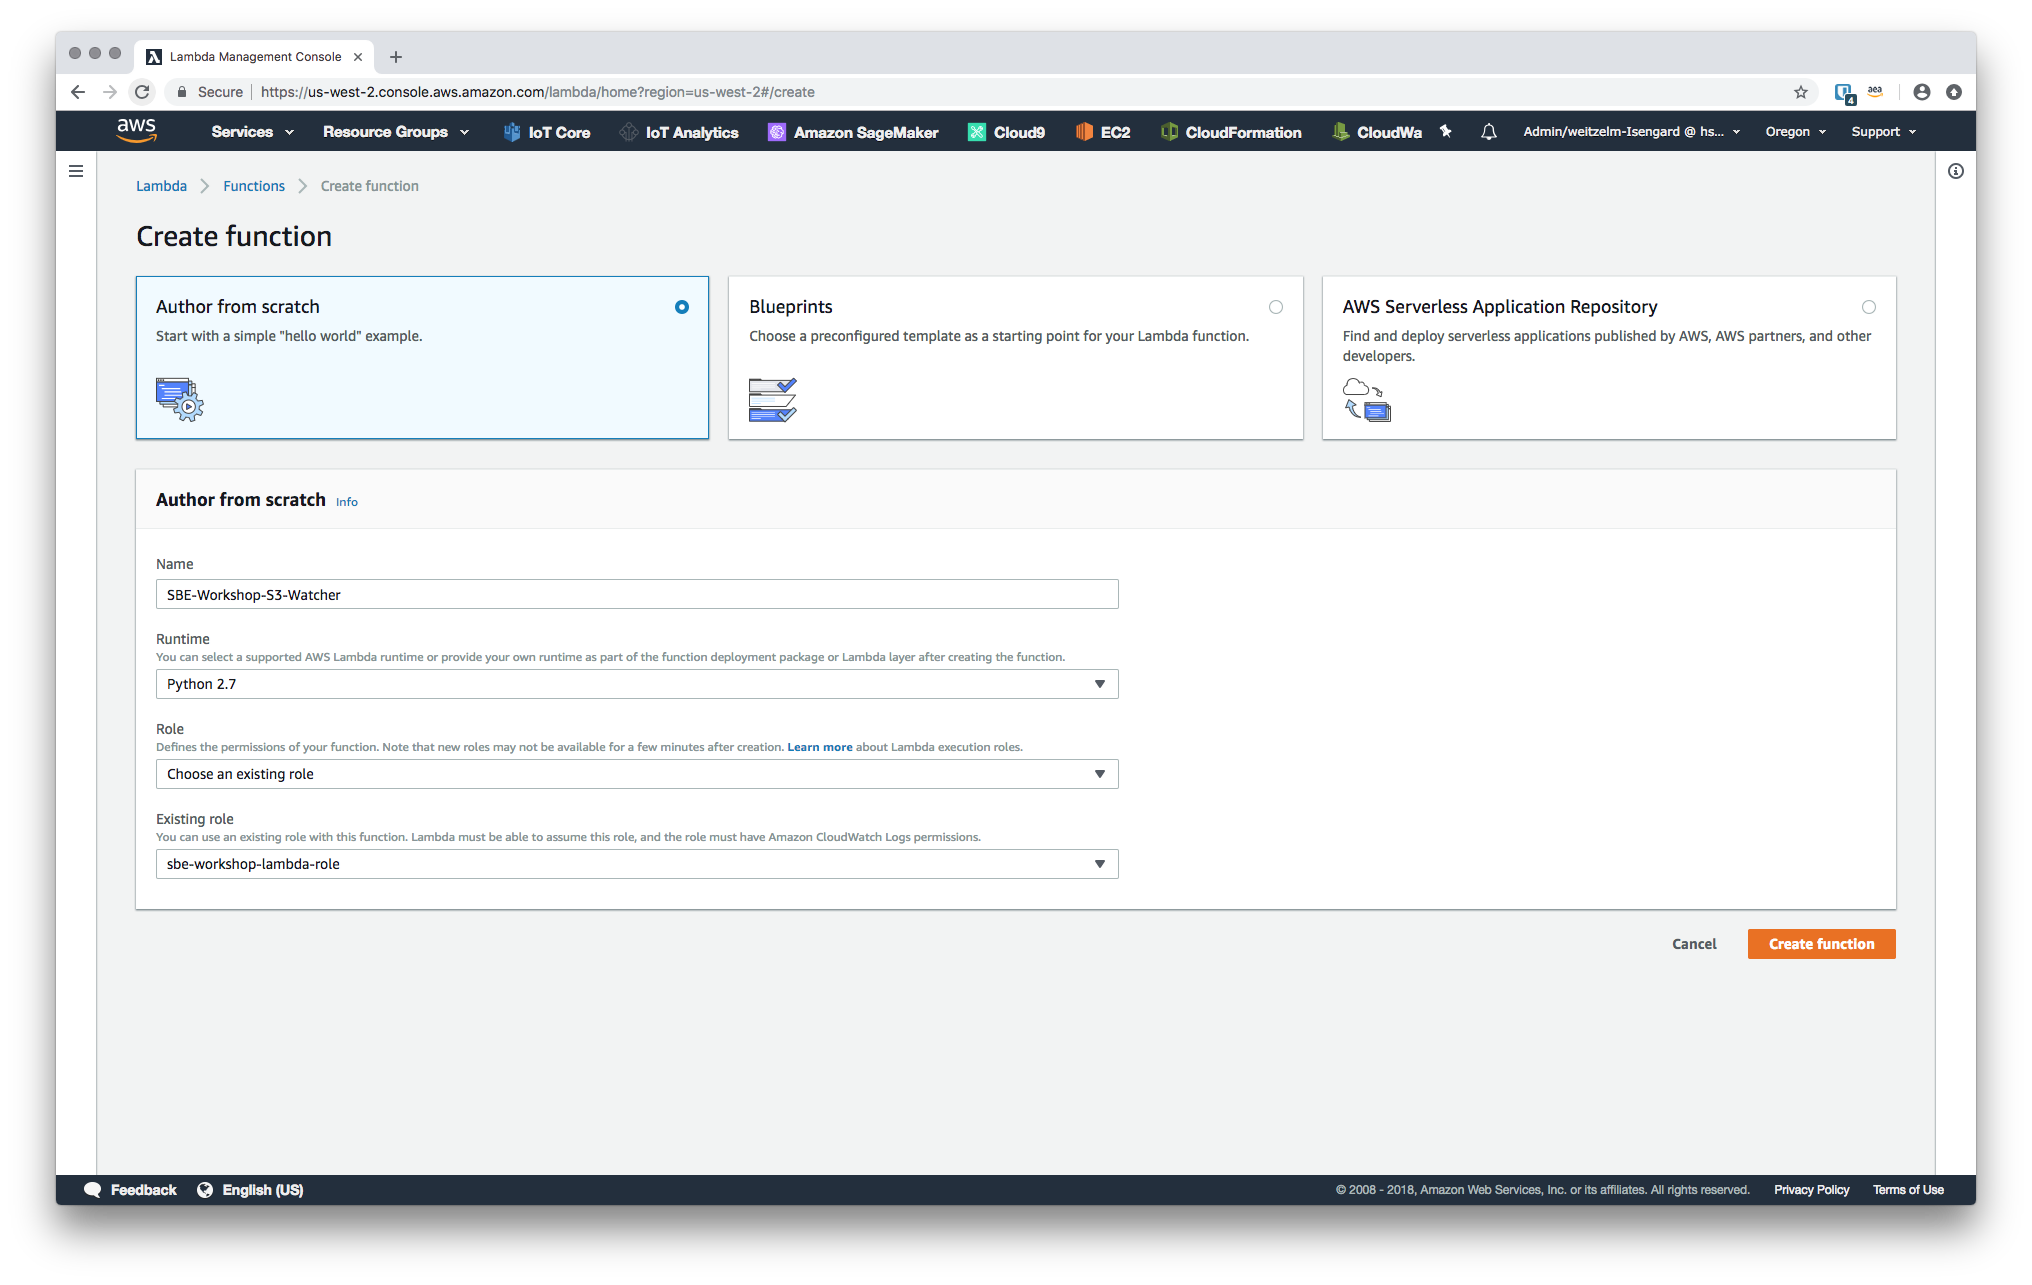 Lambda Management Console
Secure https://us-west-2.console.aws.amazon.com/lambda/home?region=us-west-2#/create
4 aea
aws Services Resource Groups IoT Core IoT Analytics Amazon SageMaker Cloud9 EC2 CloudFormation CloudWa Admin/weitzelm-Isengard @ hs... Oregon Support
Lambda Functions Create function
Create function
Author from scratch
Start with a simple "hello world" example.
Blueprints
Choose a preconfigured template as a starting point for your Lambda function.
AWS Serverless Application Repository
Find and deploy serverless applications published by AWS, AWS partners, and other
developers.
Author from scratch Info
Name
SBE-Workshop-S3-Watcher
Runtime
You can select a supported AWS Lambda runtime or provide your own runtime as part of the function deployment package or Lambda layer after creating the function.
Python 2.7
Role
Defines the permissions of your function. Note that new roles may not be available for a few minutes after creation. Learn more about Lambda execution roles.
Choose an existing role
Existing role
You can use an existing role with this function. Lambda must be able to assume this role, and the role must have Amazon CloudWatch Logs permissions.
sbe-workshop-lambda-role
Cancel Create function
Feedback English (US) © 2008 - 2018, Amazon Web Services, Inc. or its affiliates. All rights reserved. Privacy Policy Terms of Use